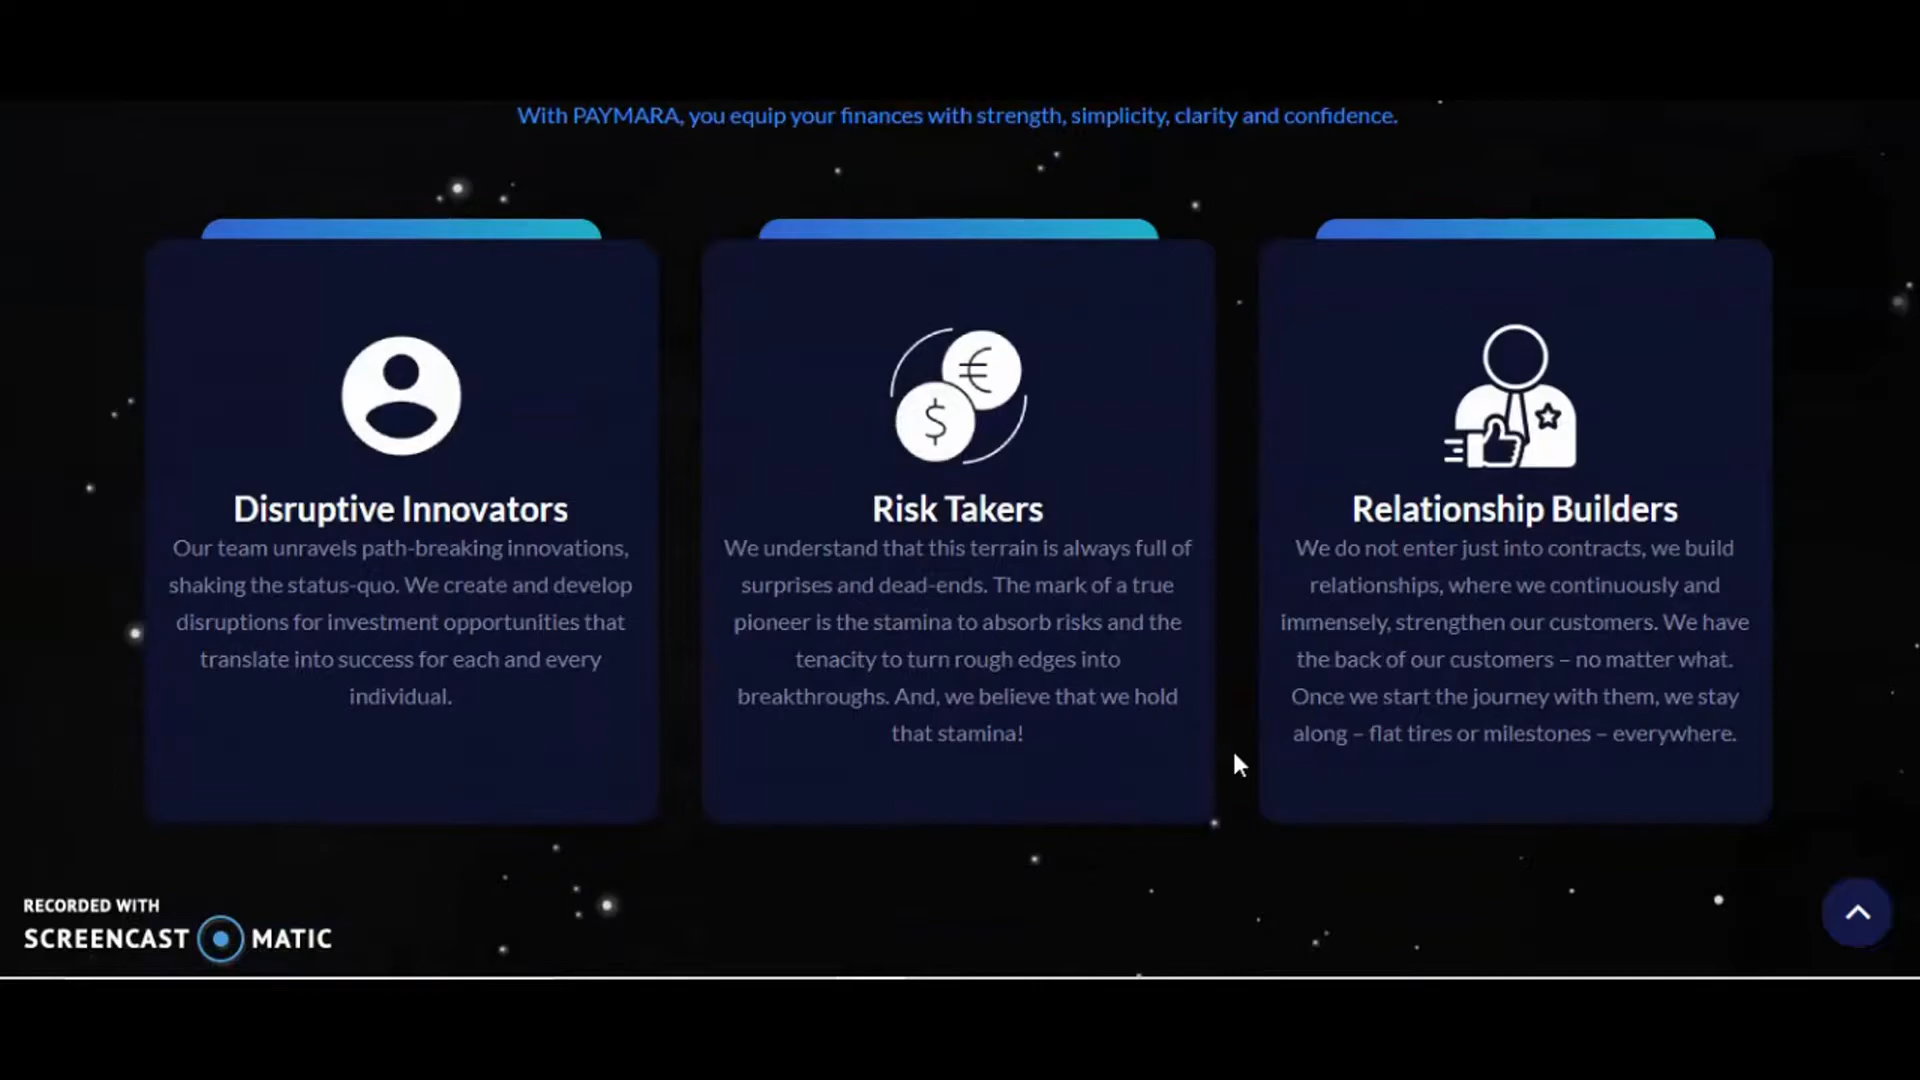 With PAYMARA, you equip your finances with strength, simplicity, clarity and confidence.
Disruptive Innovators
Our team unravels path-breaking innovations,
shaking the status-quo. We create and develop
disruptions for investment opportunities that
translate into success for each and every
individual.
€
$
Risk Takers
We understand that this terrain is always full of
surprises and dead-ends. The mark of a true
pioneer is the stamina to absorb risks and the
tenacity to turn rough edges into
breakthroughs. And, we believe that we hold
that stamina!
Relationship Builders
We do not enter just into contracts, we build
relationships, where we continuously and
immensely, strengthen our customers. We have
the back of our customers – no matter what.
Once we start the journey with them, we stay
along – flat tires or milestones – everywhere.
RECORDED WITH
SCREENCAST MATIC